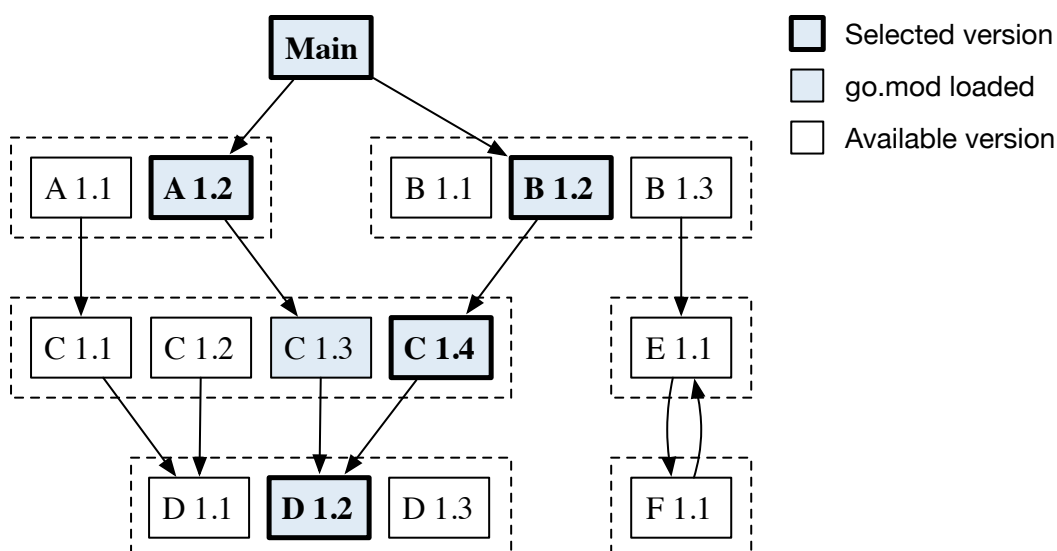 Main
Selected version
go.mod loaded
Available version
A 1.1 A 1.2 B 1.1 B 1.2 B 1.3
C 1.1 C 1.2 C 1.3 C 1.4 E 1.1
D 1.1 D 1.2 D 1.3 F 1.1